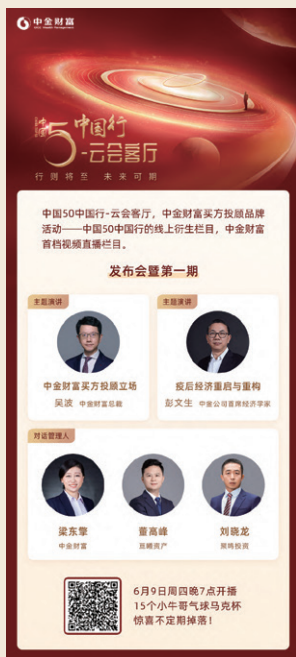 中金财富
中国
50
中国行
-云会客厅
行则将至 未来可期
中国50中国行-云会客厅，中金财富买方投顾品牌
活动——中国50中国行的线上衍生栏目，中金财富
首档视频直播栏目。
发布会暨第一期
主题演讲
中金财富买方投顾立场
吴波 中金财富总裁
主题演讲
疫后经济重启与重构
彭文生 中金公司首席经济学家
对话管理人
梁东擎
中金财富
董高峰
亘曦资产
刘晓龙
聚鸣投资
6月9日周四晚7点开播
15个小牛哥气球马克杯
惊喜不定期掉落！